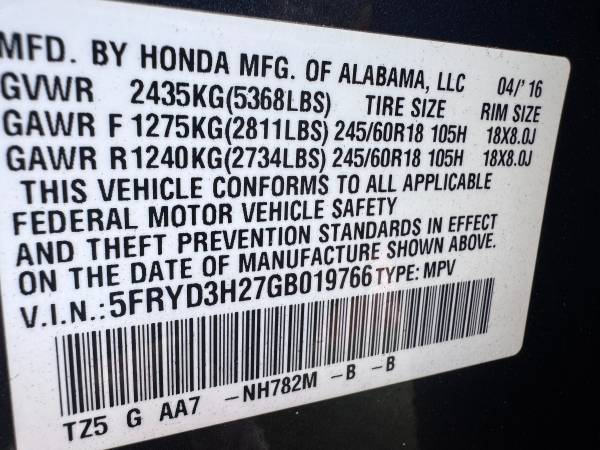 MFD. BY HONDA MFG. OF ALABAMA, LLC 04/'16
GVWR 2435KG(5368LBS) TIRE SIZE RIM SIZE
GAWR F 1275KG(2811LBS) 245/60R18 105H 18X8.0J
GAWR R1240KG(2734LBS) 245/60R18 105H 18X8.0J
THIS VEHICLE CONFORMS TO ALL APPLICABLE
FEDERAL MOTOR VEHICLE SAFETY
AND THEFT PREVENTION STANDARDS IN EFFECT
ON THE DATE OF MANUFACTURE SHOWN ABOVE.
V.I.N.:5FRYD3H27GB019766 TYPE: MPV
TZ5 G AA7 -NH782M -B -B